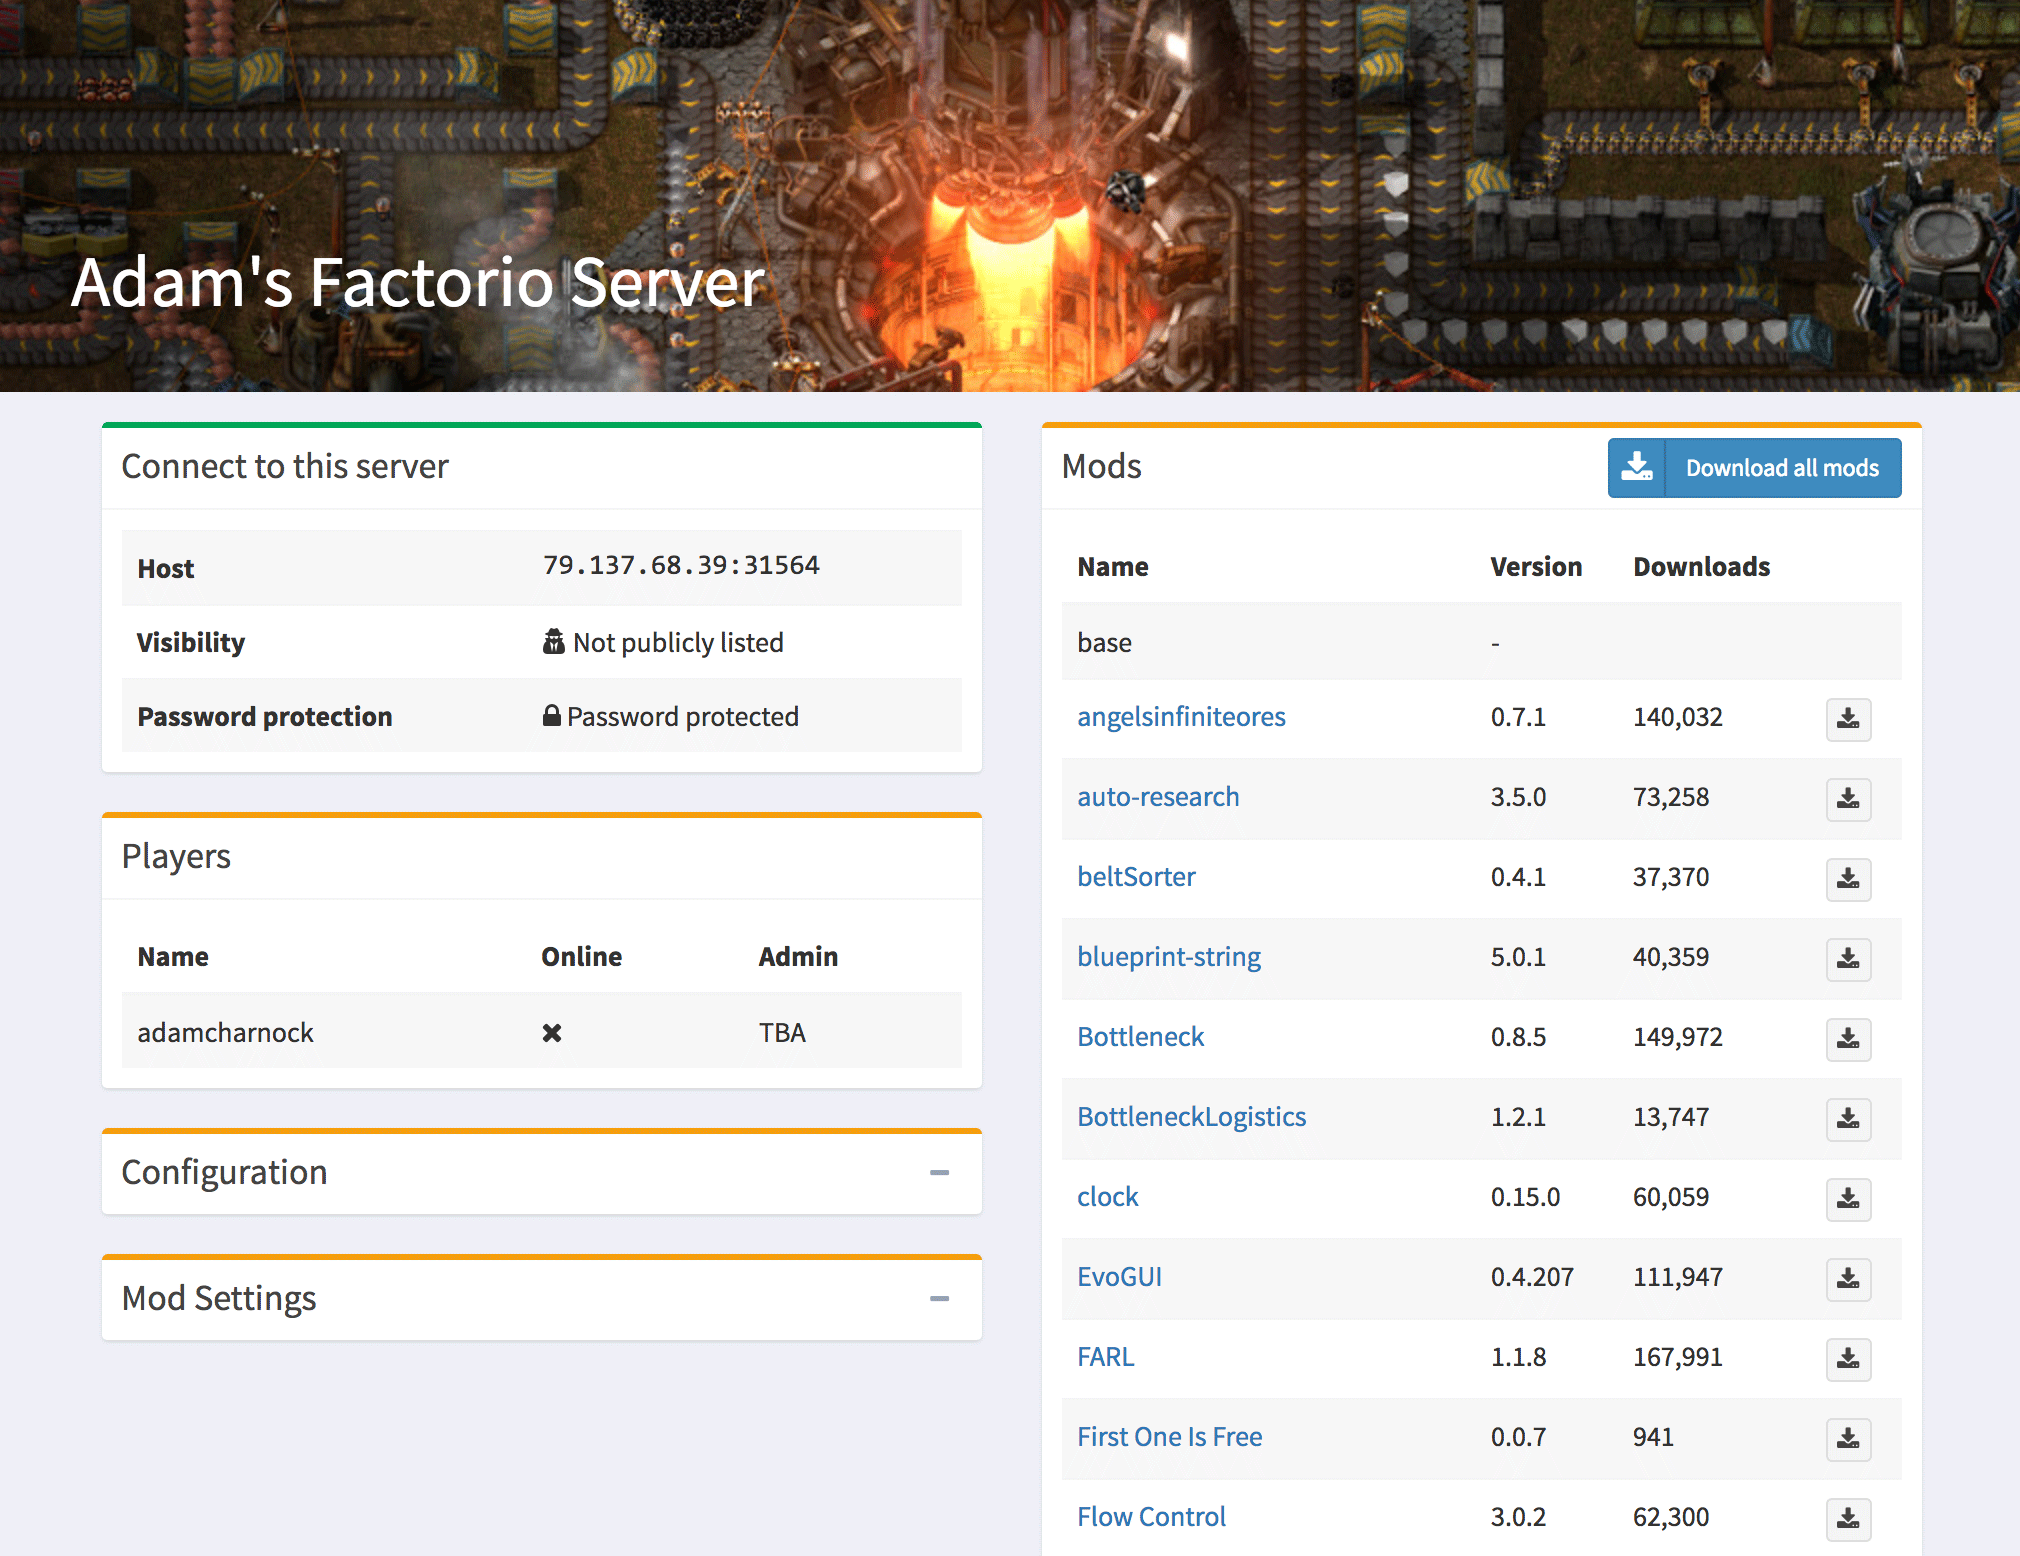 Adam's Factorio Server
Connect to this server
Host 79.137.68.39:31564
Visibility Not publicly listed
Password protection Password protected
Players
Name Online Admin
adamcharnock TBA
Configuration
Mod Settings
Mods Download all mods
Name Version Downloads
base -
angelsinfiniteores 0.7.1 140,032
auto-research 3.5.0 73,258
beltSorter 0.4.1 37,370
blueprint-string 5.0.1 40,359
Bottleneck 0.8.5 149,972
BottleneckLogistics 1.2.1 13,747
clock 0.15.0 60,059
EvoGUI 0.4.207 111,947
FARL 1.1.8 167,991
First One Is Free 0.0.7 941
Flow Control 3.0.2 62,300